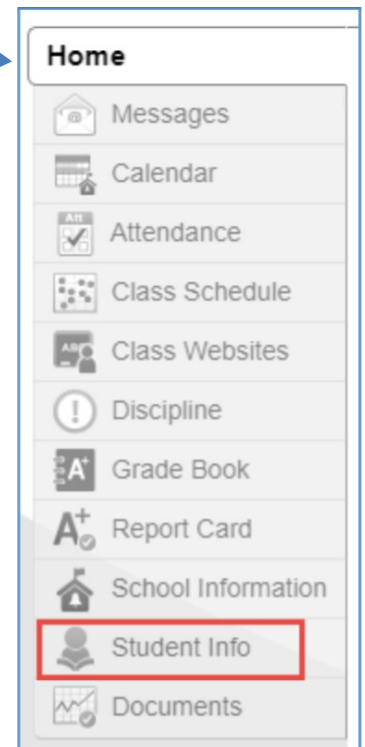 Home
Messages
Calendar
Attendance
Class Schedule
Class Websites
Discipline
Grade Book
Report Card
School Information
Student Info
Documents